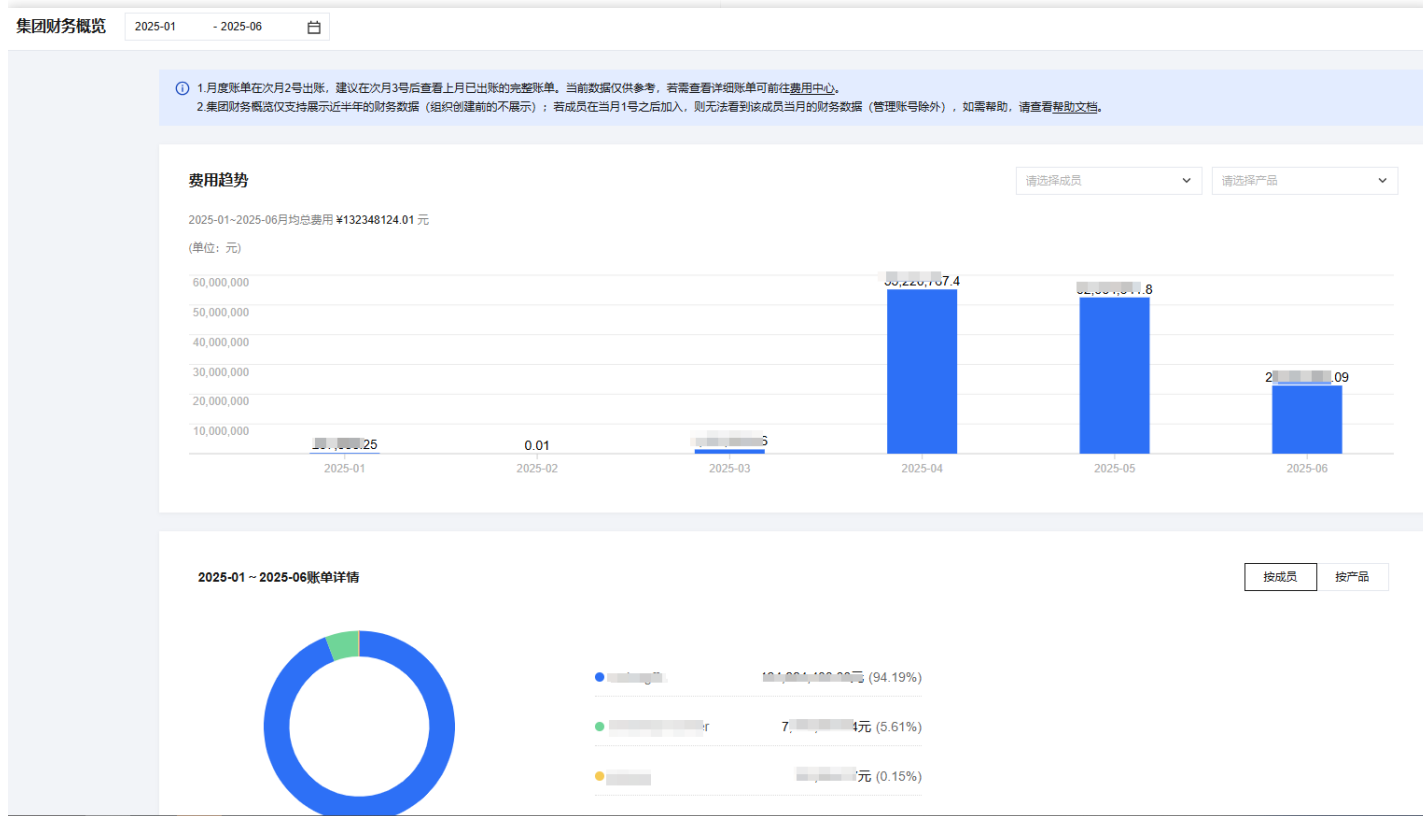 集团财务概览 2025-01 - 2025-06
1.月度账单在次月2号出账，建议在次月3号后查看上月已出账的完整账单。当前数据仅供参考，若需查看详细账单可前往费用中心。
2.集团财务概览仅支持展示近半年的财务数据（组织创建前的不展示）；若成员在当月1号之后加入，则无法看到该成员当月的财务数据（管理账号除外），如需帮助，请查看帮助文档。
费用趋势 请选择成员 请选择产品
2025-01~2025-06月均总费用 ¥132348124.01 元
(单位：元)
60,000,000
50,000,000
40,000,000
30,000,000
20,000,000
10,000,000
0.01
2025-01 2025-02 2025-03 2025-04 2025-05 2025-06
2025-01 ~ 2025-06账单详情 按成员 按产品
元 (94.19%)
元 (5.61%)
元 (0.15%)